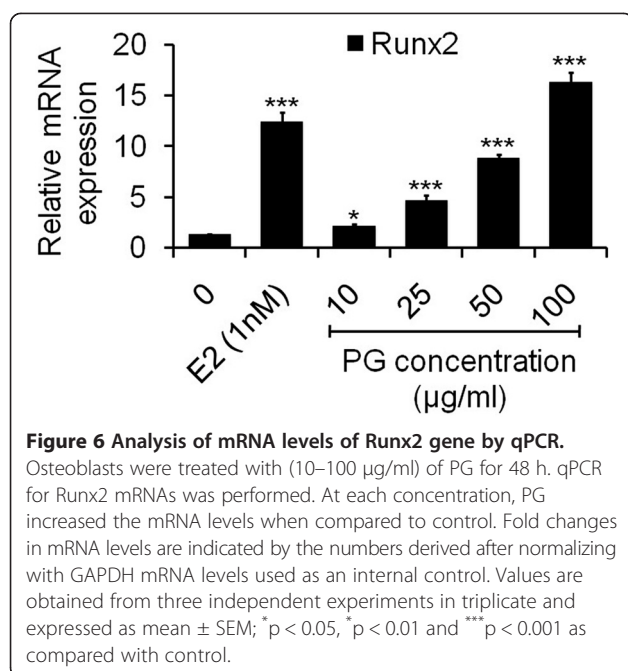 20
15
10
5
0
Relative mRNA
expression
Runx2
***
*
***
***
***
0
E2 (1nM)
10
25
50
100
PG concentration
(µg/ml)
Figure 6 Analysis of mRNA levels of Runx2 gene by qPCR.
Osteoblasts were treated with (10–100 µg/ml) of PG for 48 h. qPCR
for Runx2 mRNAs was performed. At each concentration, PG
increased the mRNA levels when compared to control. Fold changes
in mRNA levels are indicated by the numbers derived after normalizing
with GAPDH mRNA levels used as an internal control. Values are
obtained from three independent experiments in triplicate and
expressed as mean ± SEM; *p < 0.05, *p < 0.01 and ***p < 0.001 as
compared with control.